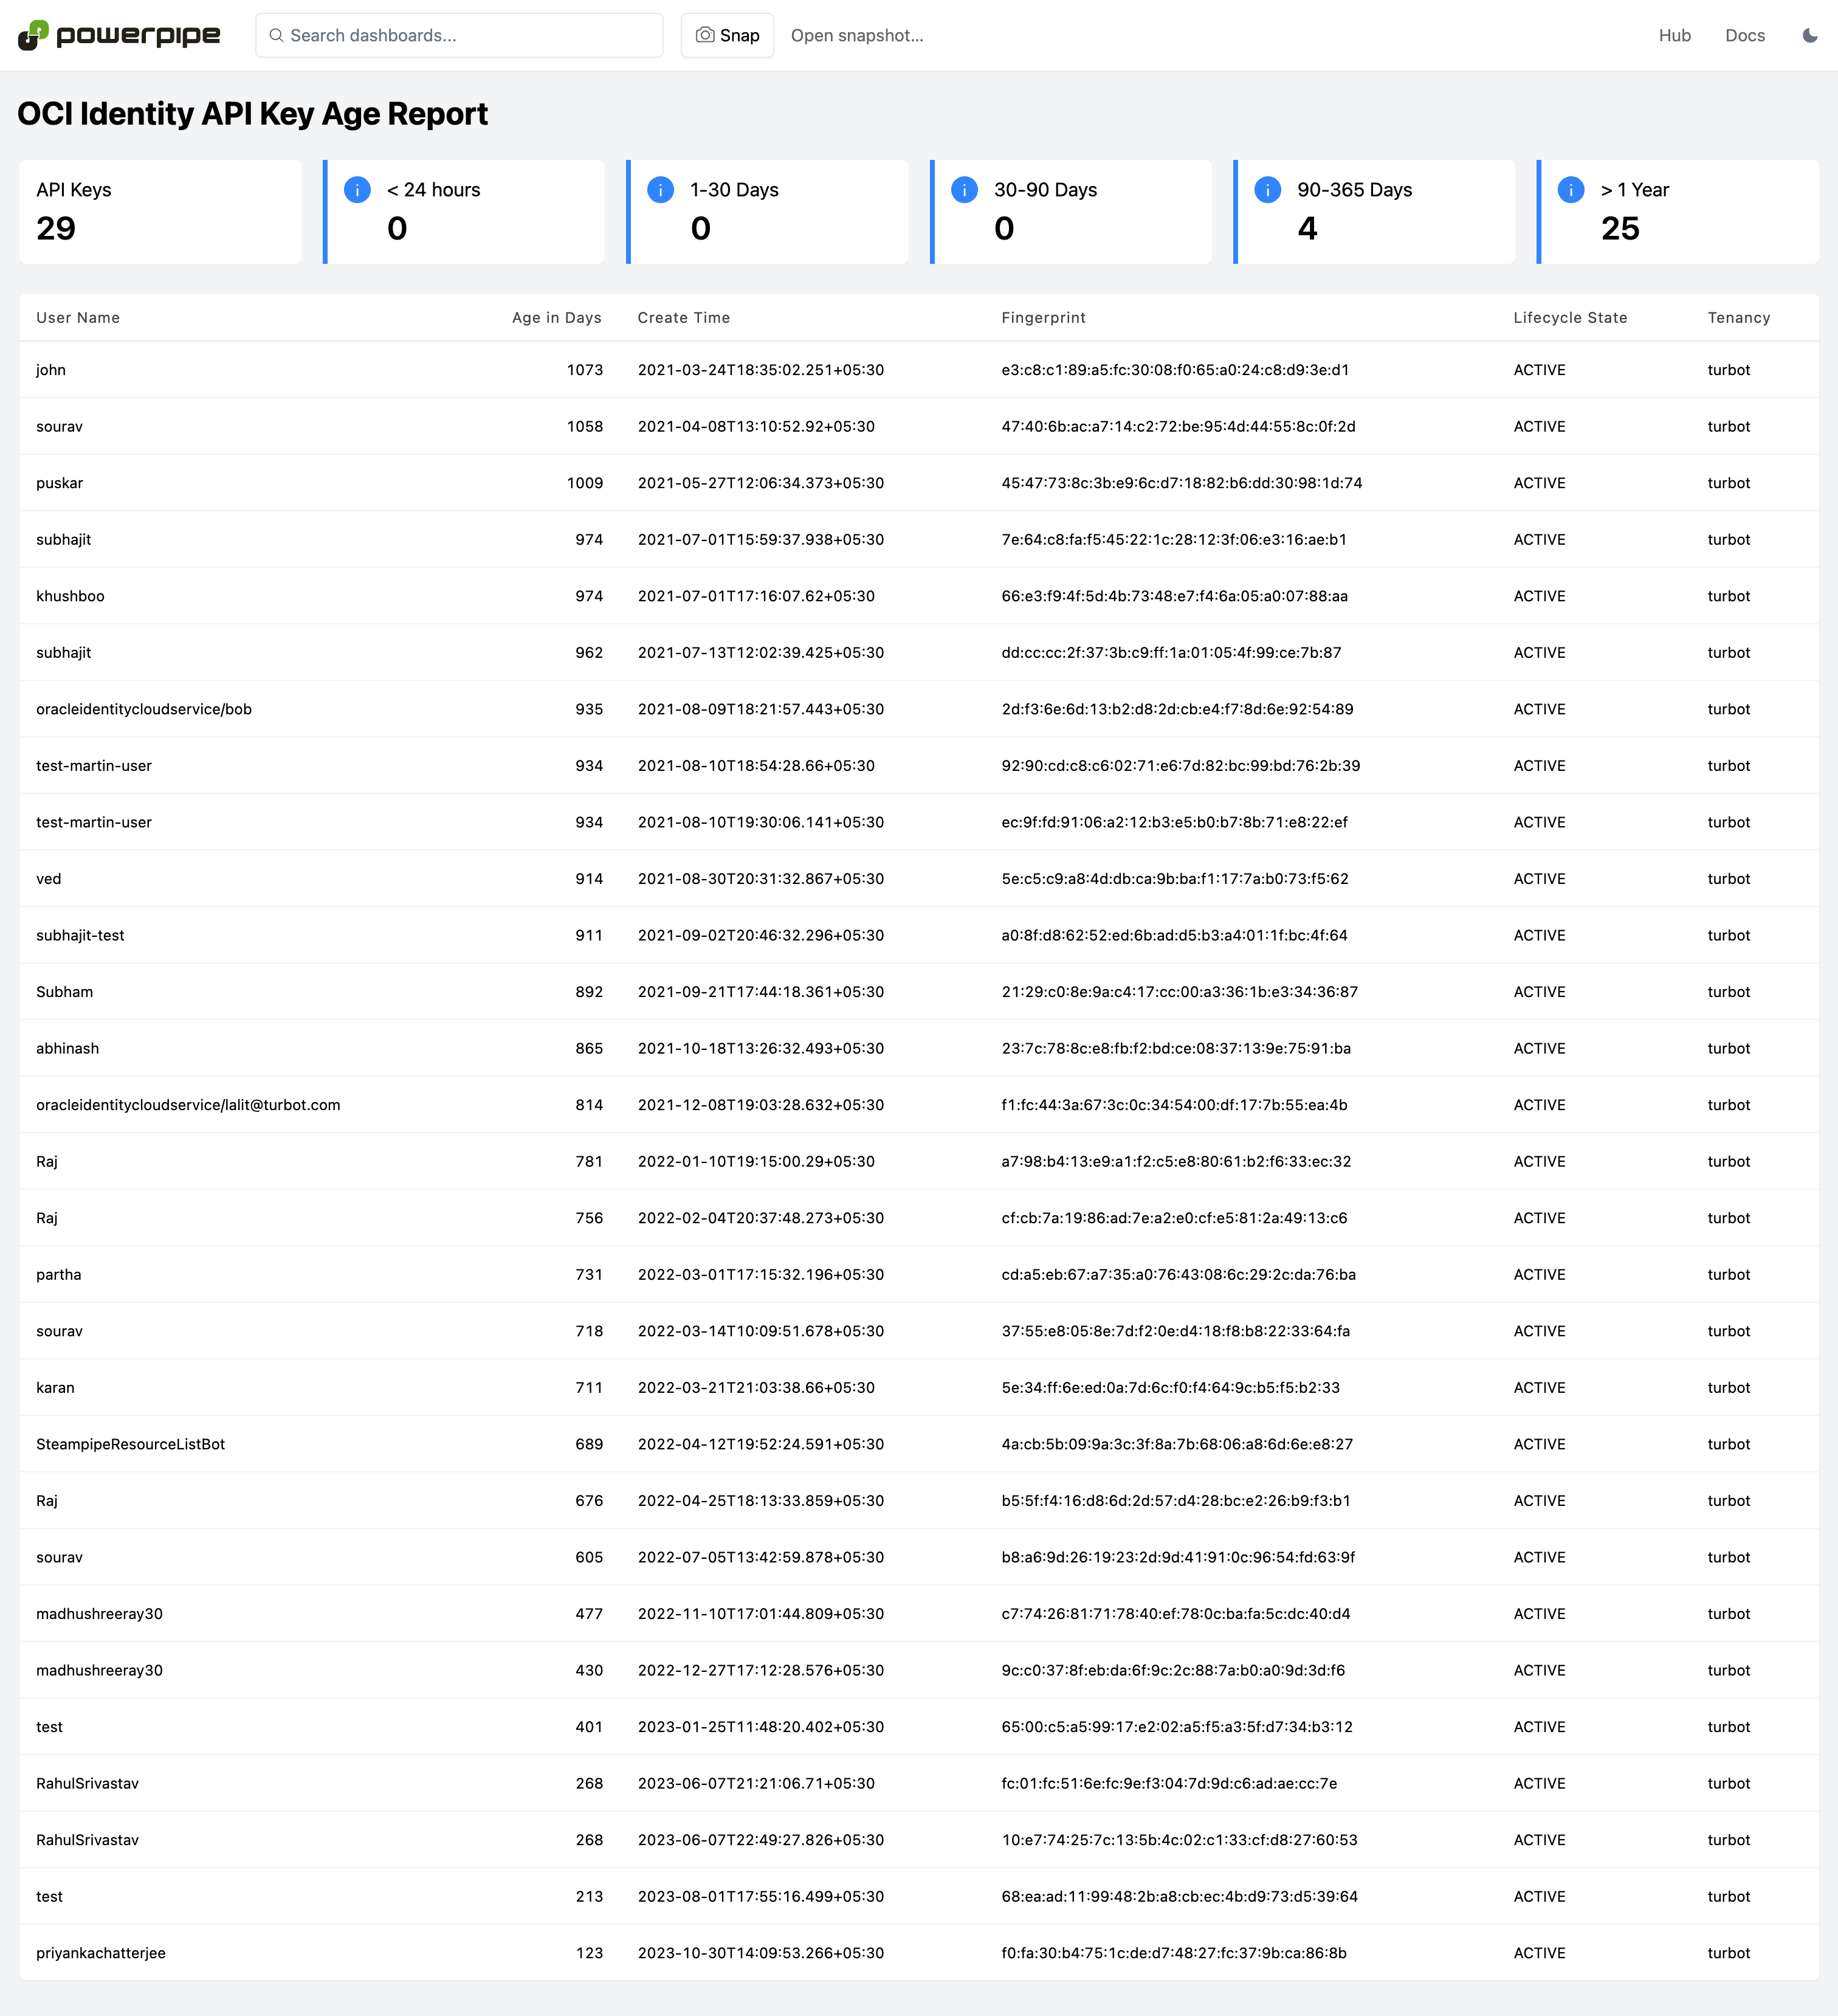 powerpipe Search dashboards... Snap Open snapshot... Hub Docs
OCI Identity API Key Age Report
API Keys
29
< 24 hours
0
1-30 Days
0
30-90 Days
0
90-365 Days
4
> 1 Year
25
User Name Age in Days Create Time Fingerprint Lifecycle State Tenancy
john 1073 2021-03-24T18:35:02.251+05:30 e3:c8:c1:89:a5:fc:30:08:f0:65:a0:24:c8:d9:3e:d1 ACTIVE turbot
sourav 1058 2021-04-08T13:10:52.92+05:30 47:40:6b:ac:a7:14:c2:72:be:95:4d:44:55:8c:0f:2d ACTIVE turbot
puskar 1009 2021-05-27T12:06:34.373+05:30 45:47:73:8c:3b:e9:6c:d7:18:82:b6:dd:30:98:1d:74 ACTIVE turbot
subhajit 974 2021-07-01T15:59:37.938+05:30 7e:64:c8:fa:f5:45:22:1c:28:12:3f:06:e3:16:ae:b1 ACTIVE turbot
khushboo 974 2021-07-01T17:16:07.62+05:30 66:e3:f9:4f:5d:4b:73:48:e7:f4:6a:05:a0:07:88:aa ACTIVE turbot
subhajit 962 2021-07-13T12:02:39.425+05:30 dd:cc:cc:2f:37:3b:c9:ff:1a:01:05:4f:99:ce:7b:87 ACTIVE turbot
oracleidentitycloudservice/bob 935 2021-08-09T18:21:57.443+05:30 2d:f3:6e:6d:13:b2:d8:2d:cb:e4:f7:8d:6e:92:54:89 ACTIVE turbot
test-martin-user 934 2021-08-10T18:54:28.66+05:30 92:90:cd:c8:c6:02:71:e6:7d:82:bc:99:bd:76:2b:39 ACTIVE turbot
test-martin-user 934 2021-08-10T19:30:06.141+05:30 ec:9f:fd:91:06:a2:12:b3:e5:b0:b7:8b:71:e8:22:ef ACTIVE turbot
ved 914 2021-08-30T20:31:32.867+05:30 5e:c5:c9:a8:4d:db:ca:9b:ba:f1:17:7a:b0:73:f5:62 ACTIVE turbot
subhajit-test 911 2021-09-02T20:46:32.296+05:30 a0:8f:d8:62:52:ed:6b:ad:d5:b3:a4:01:1f:bc:4f:64 ACTIVE turbot
Subham 892 2021-09-21T17:44:18.361+05:30 21:29:c0:8e:9a:c4:17:cc:00:a3:36:1b:e3:34:36:87 ACTIVE turbot
abhinash 865 2021-10-18T13:26:32.493+05:30 23:7c:78:8c:e8:fb:f2:bd:ce:08:37:13:9e:75:91:ba ACTIVE turbot
oracleidentitycloudservice/lalit@turbot.com 814 2021-12-08T19:03:28.632+05:30 f1:fc:44:3a:67:3c:0c:34:54:00:df:17:7b:55:ea:4b ACTIVE turbot
Raj 781 2022-01-10T19:15:00.29+05:30 a7:98:b4:13:e9:a1:f2:c5:e8:80:61:b2:f6:33:ec:32 ACTIVE turbot
Raj 756 2022-02-04T20:37:48.273+05:30 cf:cb:7a:19:86:ad:7e:a2:e0:cf:e5:81:2a:49:13:c6 ACTIVE turbot
partha 731 2022-03-01T17:15:32.196+05:30 cd:a5:eb:67:a7:35:a0:76:43:08:6c:29:2c:da:76:ba ACTIVE turbot
sourav 718 2022-03-14T10:09:51.678+05:30 37:55:e8:05:8e:7d:f2:0e:d4:18:f8:b8:22:33:64:fa ACTIVE turbot
karan 711 2022-03-21T21:03:38.66+05:30 5e:34:ff:6e:ed:0a:7d:6c:f0:f4:64:9c:b5:f5:b2:33 ACTIVE turbot
SteampipeResourceListBot 689 2022-04-12T19:52:24.591+05:30 4a:cb:5b:09:9a:3c:3f:8a:7b:68:06:a8:6d:6e:e8:27 ACTIVE turbot
Raj 676 2022-04-25T18:13:33.859+05:30 b5:5f:f4:16:d8:6d:2d:57:d4:28:bc:e2:26:b9:f3:b1 ACTIVE turbot
sourav 605 2022-07-05T13:42:59.878+05:30 b8:a6:9d:26:19:23:2d:9d:41:91:0c:96:54:fd:63:9f ACTIVE turbot
madhushreeray30 477 2022-11-10T17:01:44.809+05:30 c7:74:26:81:71:78:40:ef:78:0c:ba:fa:5c:dc:40:d4 ACTIVE turbot
madhushreeray30 430 2022-12-27T17:12:28.576+05:30 9c:c0:37:8f:eb:da:6f:9c:2c:88:7a:b0:a0:9d:3d:f6 ACTIVE turbot
test 401 2023-01-25T11:48:20.402+05:30 65:00:c5:a5:99:17:e2:02:a5:f5:a3:5f:d7:34:b3:12 ACTIVE turbot
RahulSrivastav 268 2023-06-07T21:21:06.71+05:30 fc:01:fc:51:6e:fc:9e:f3:04:7d:9d:c6:ad:ae:cc:7e ACTIVE turbot
RahulSrivastav 268 2023-06-07T22:49:27.826+05:30 10:e7:74:25:7c:13:5b:4c:02:c1:33:cf:d8:27:60:53 ACTIVE turbot
test 213 2023-08-01T17:55:16.499+05:30 68:ea:ad:11:99:48:2b:a8:cb:ec:4b:d9:73:d5:39:64 ACTIVE turbot
priyankachatterjee 123 2023-10-30T14:09:53.266+05:30 f0:fa:30:b4:75:1c:de:d7:48:27:fc:37:9b:ca:86:8b ACTIVE turbot